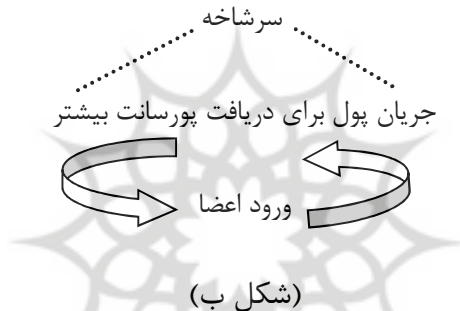 سرشاخه
جریان پول برای دریافت پورسانت بیشتر
ورود اعضا
(شکل ب)